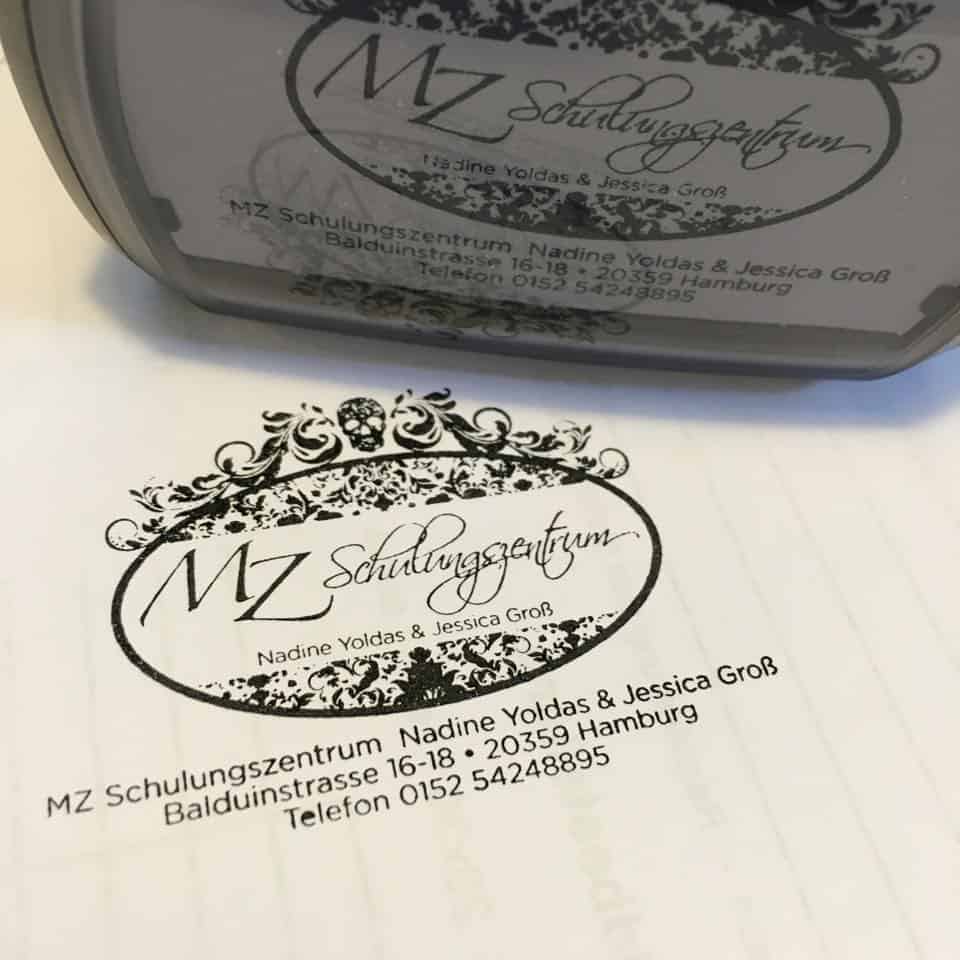 MZ Schulungszentrum
Nadine Yoldas & Jessica Groß
MZ Schulungszentrum Nadine Yoldas & Jessica Groß
Balduinstrasse 16-18 • 20359 Hamburg
Telefon 0152 54248895
MZ Schulungszentrum
Nadine Yoldas & Jessica Groß
MZ Schulungszentrum Nadine Yoldas & Jessica Groß
Balduinstrasse 16-18 • 20359 Hamburg
Telefon 0152 54248895